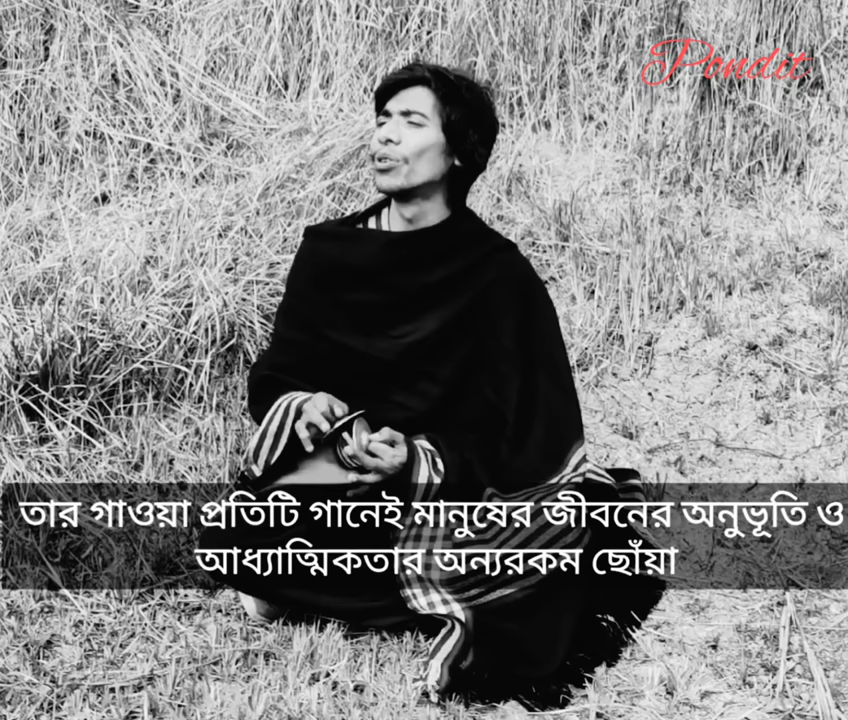 Pondit
তার গাওয়া প্রতিটি গানেই মানুষের জীবনের অনুভূতি ও
আধ্যাত্মিকতার অন্যরকম ছোঁয়া